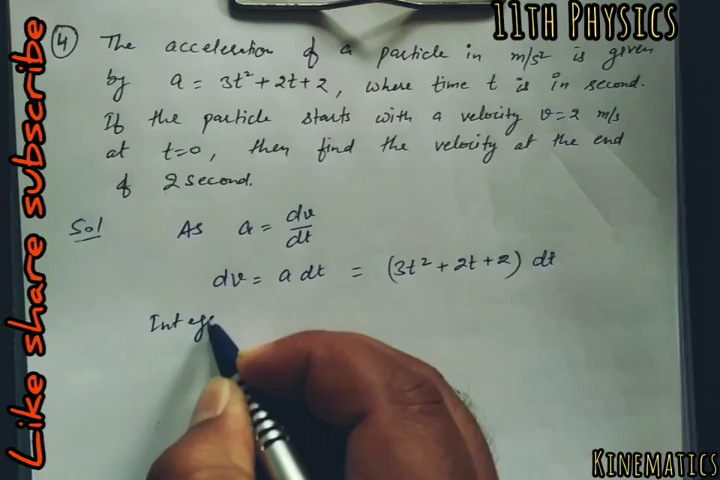 11th Physics
Like share subscribe
4 The acceleration of a particle in m/s² is given
by a = 3t² + 2t + 2, where time t is in second.
If the particle starts with a velocity v = 2 m/s
at t=0, then find the velocity at the end
of 2 second.
Sol As a = dv/dt
dv = a dt = (3t² + 2t + 2) dt
Integ
Kinematics